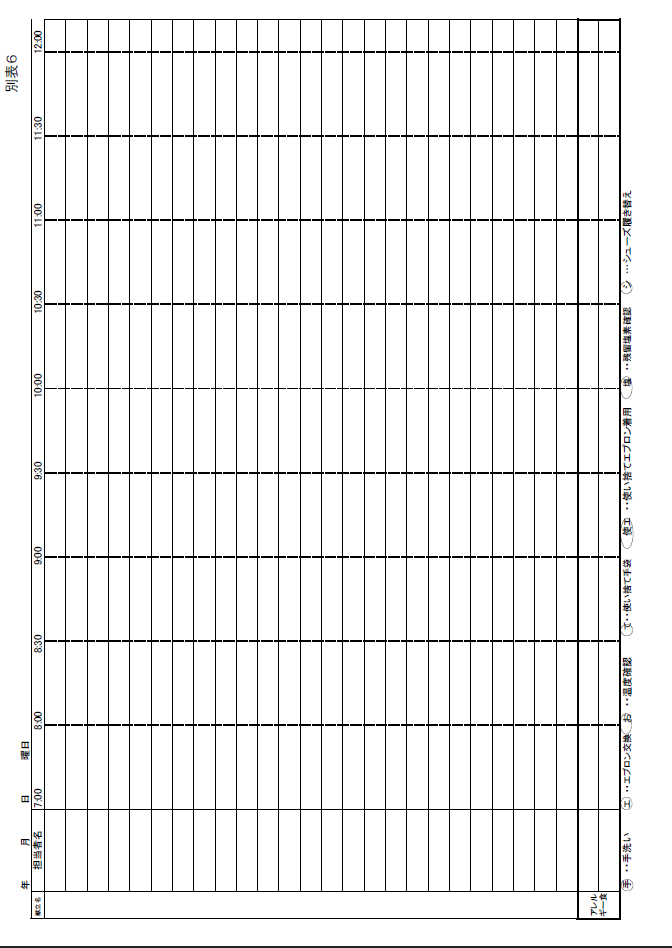 別表6
年 月 日 曜日
献立名 担当者名 7:00 8:00 8:30 9:00 9:30 10:00 10:30 11:00 11:30 12:00
アレル
ギー食
手 ‥手洗い エ ‥エプロン交換 お ‥温度確認 て‥使い捨て手袋 使エ ‥使い捨てエプロン着用 塩 ‥残留塩素確認 シ …シューズ履き替え